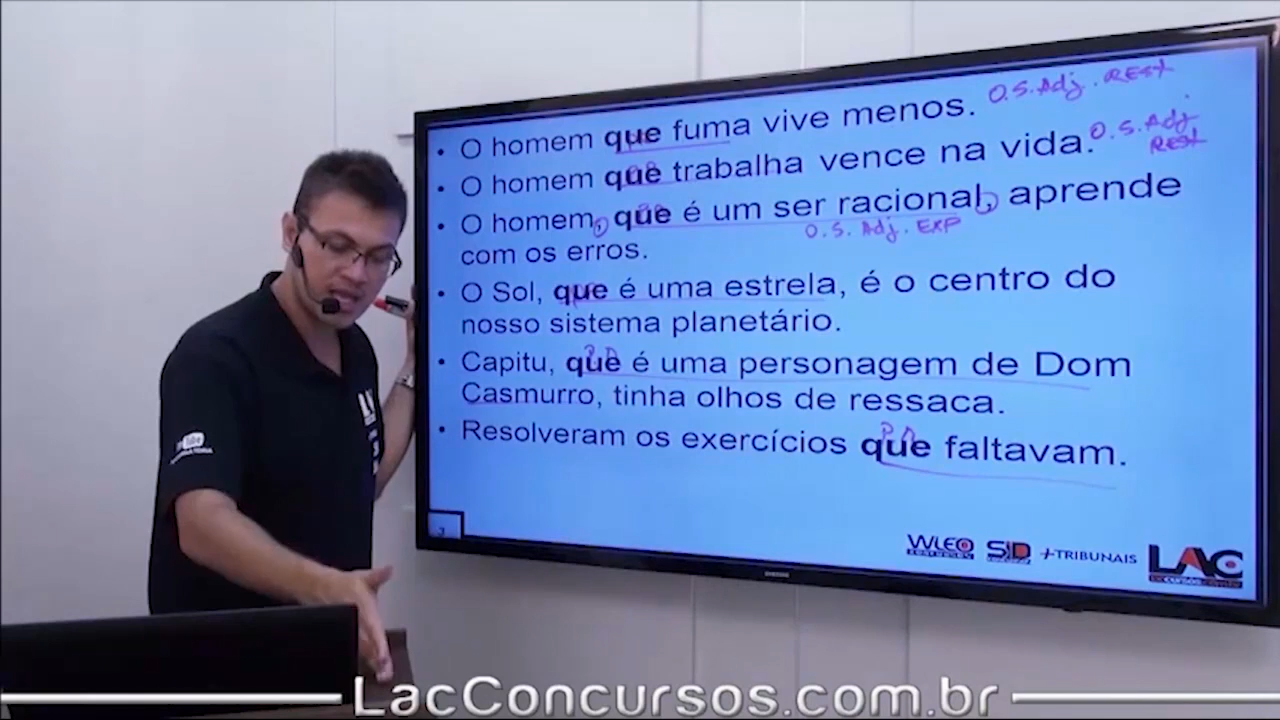 O homem que fuma vive menos. O.S.Adj.REST
O homem que trabalha vence na vida. O.S.Adj
REST
O homem, que é um ser racional, aprende
O.S.Adj.EXP
com os erros.
O Sol, que é uma estrela, é o centro do
nosso sistema planetário.
Capitu, que é uma personagem de Dom
Casmurro, tinha olhos de ressaca.
Resolveram os exercícios que faltavam.
WLEO
+TRIBUNAIS
LAC
LacConcursos.com.br